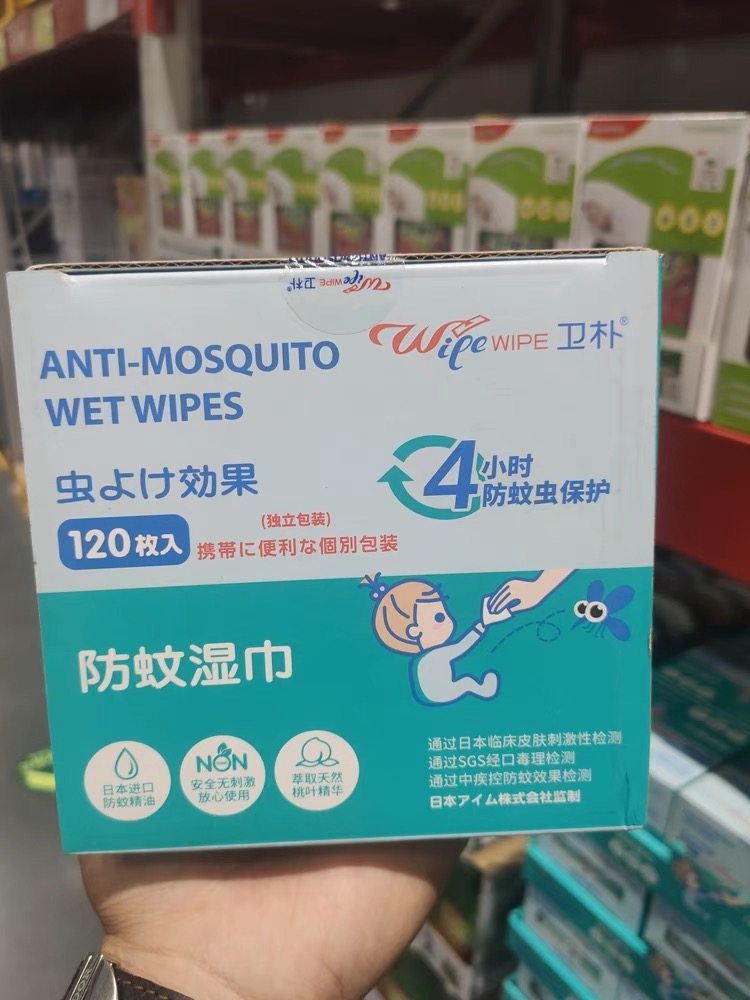 ANTI-MOSQUITO
WET WIPES
Wipe WIPE 卫朴®
虫よけ効果
4小时
防蚊虫保护
120枚入
(独立包装)
携帯に便利な個別包装
防蚊湿巾
日本进口
防蚊精油
NON
安全无刺激
放心使用
萃取天然
桃叶精华
通过日本临床皮肤刺激性检测
通过SGS经口毒理检测
通过中疾控防蚊效果检测
日本アイム株式会社监制
Wipe WIPE 卫朴®